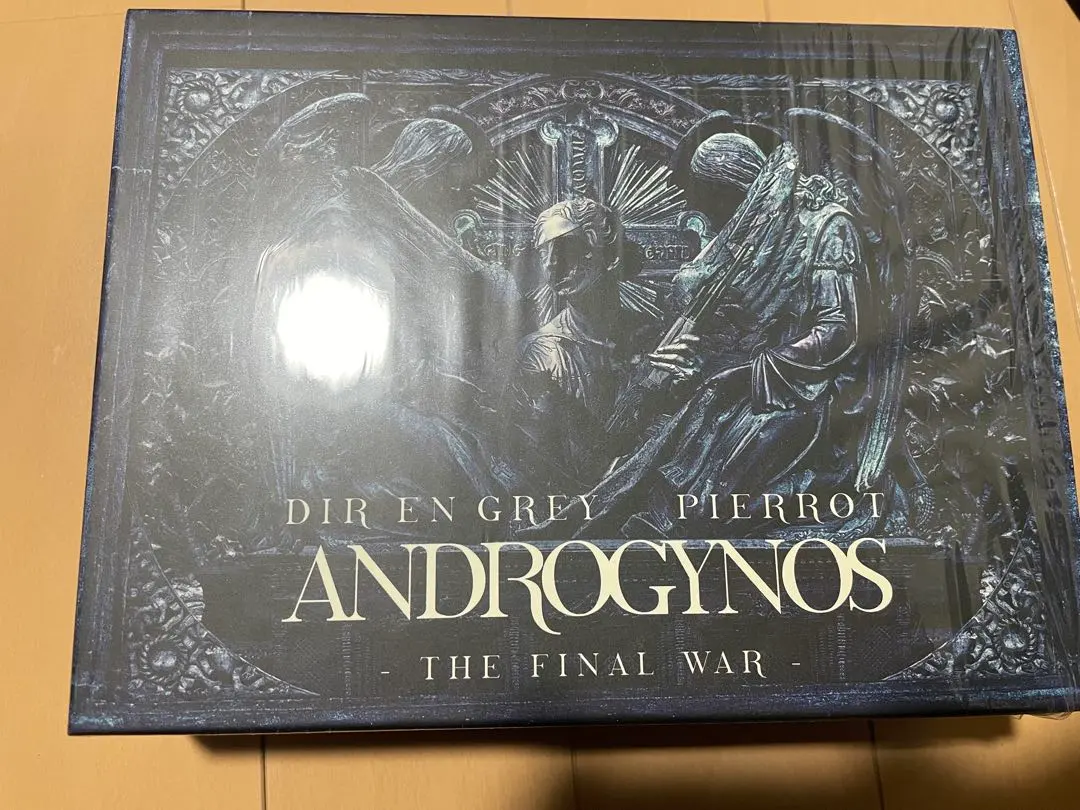 DIR EN GREY PIERROT
ANDROGYNOS
- THE FINAL WAR -